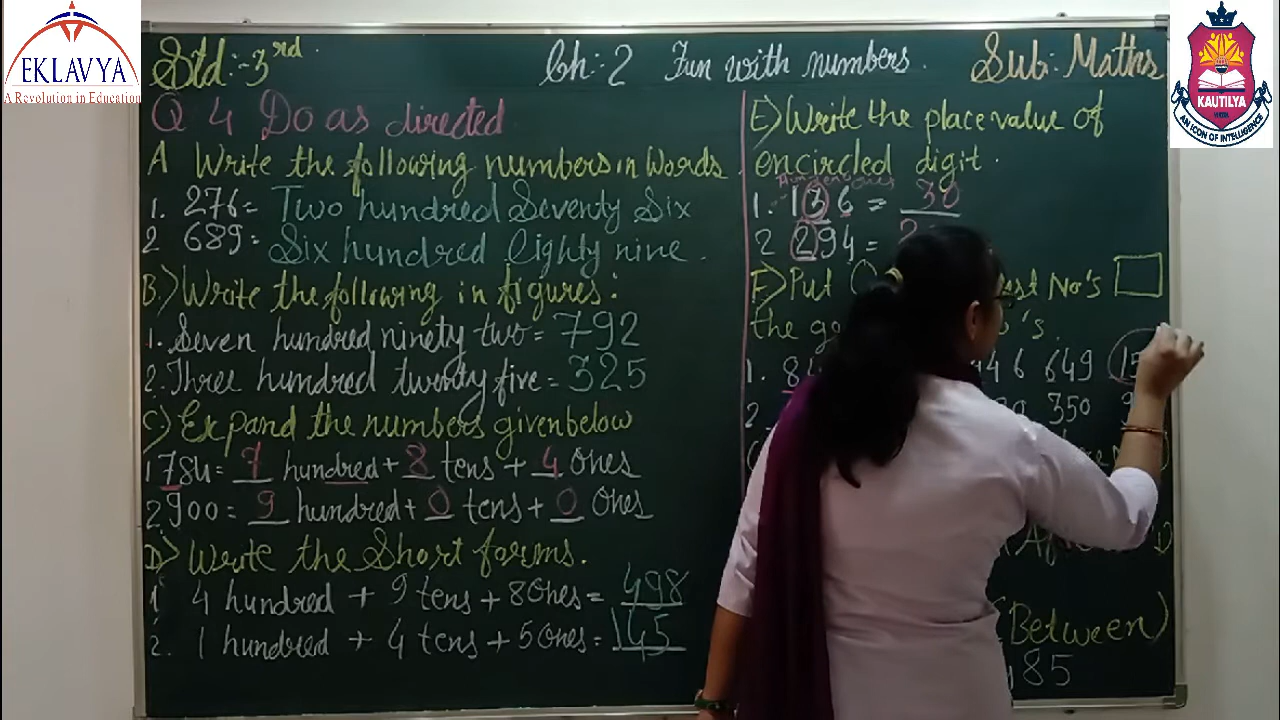 EKLAVYA
A Revolution in Education
Std:-3rd. Ch:-2 Fun with numbers. Sub: Maths
KAUTILYA
AN ICON OF INTELLIGENCE
Q 4 Do as directed
A Write the following numbers in Words.
1. 276= Two hundred Seventy Six
2 689= Six hundred Eighty nine.
B.) Write the following in figures:
1. Seven hundred ninety two= 792
2. Three hundred twenty five= 325
C) Expand the numbers given below
1 784= 7 hundred+ 8 tens + 4 Ones
2 900= 9 hundred+ 0 tens+ 0 Ones
D) Write the Short forms.
1 4 hundred + 9 tens + 8 Ones = 498
2. 1 hundred + 4 tens + 5 Ones = 145
E) Write the place value of
encircled digit.
1. 136 = 30
2 294 = 2
F) Put No's
the
1. 649 15
2 350
(After)
(Between)
85